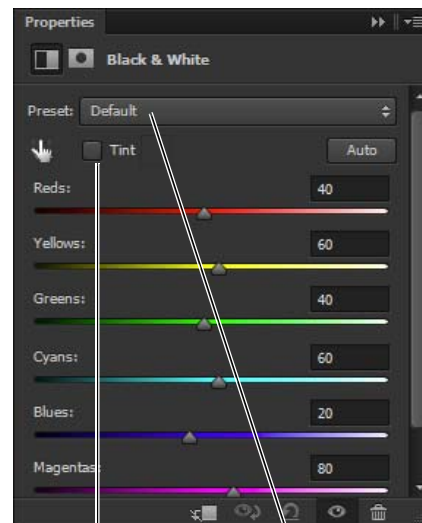 Properties
Black & White
Preset: Default
Tint Auto
Reds: 40
Yellows: 60
Greens: 40
Cyans: 60
Blues: 20
Magentas: 80